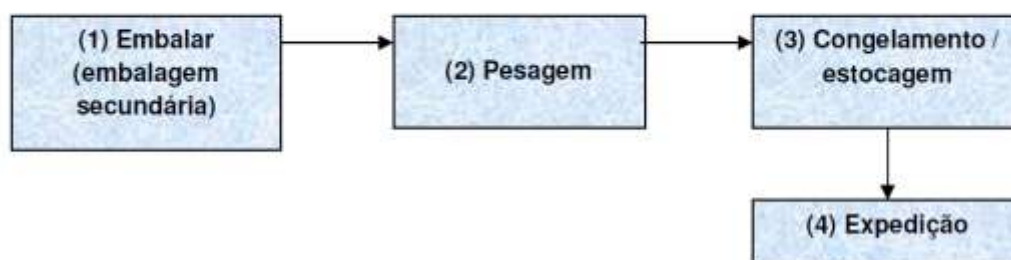 (1) Embalar
(embalagem
secundária)
(2) Pesagem
(3) Congelamento /
estocagem
(4) Expedição